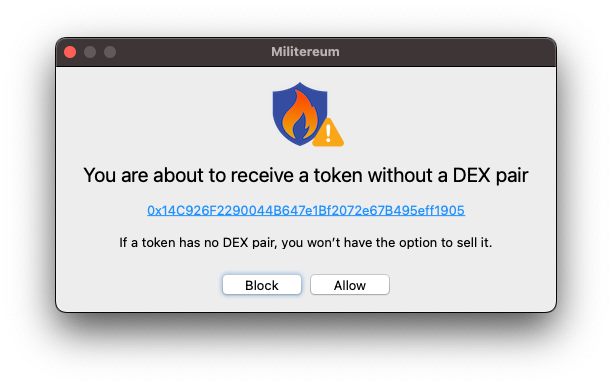 Militereum
You are about to receive a token without a DEX pair
0x14C926F2290044B647e1Bf2072e67B495eff1905
If a token has no DEX pair, you won’t have the option to sell it.
Block
Allow